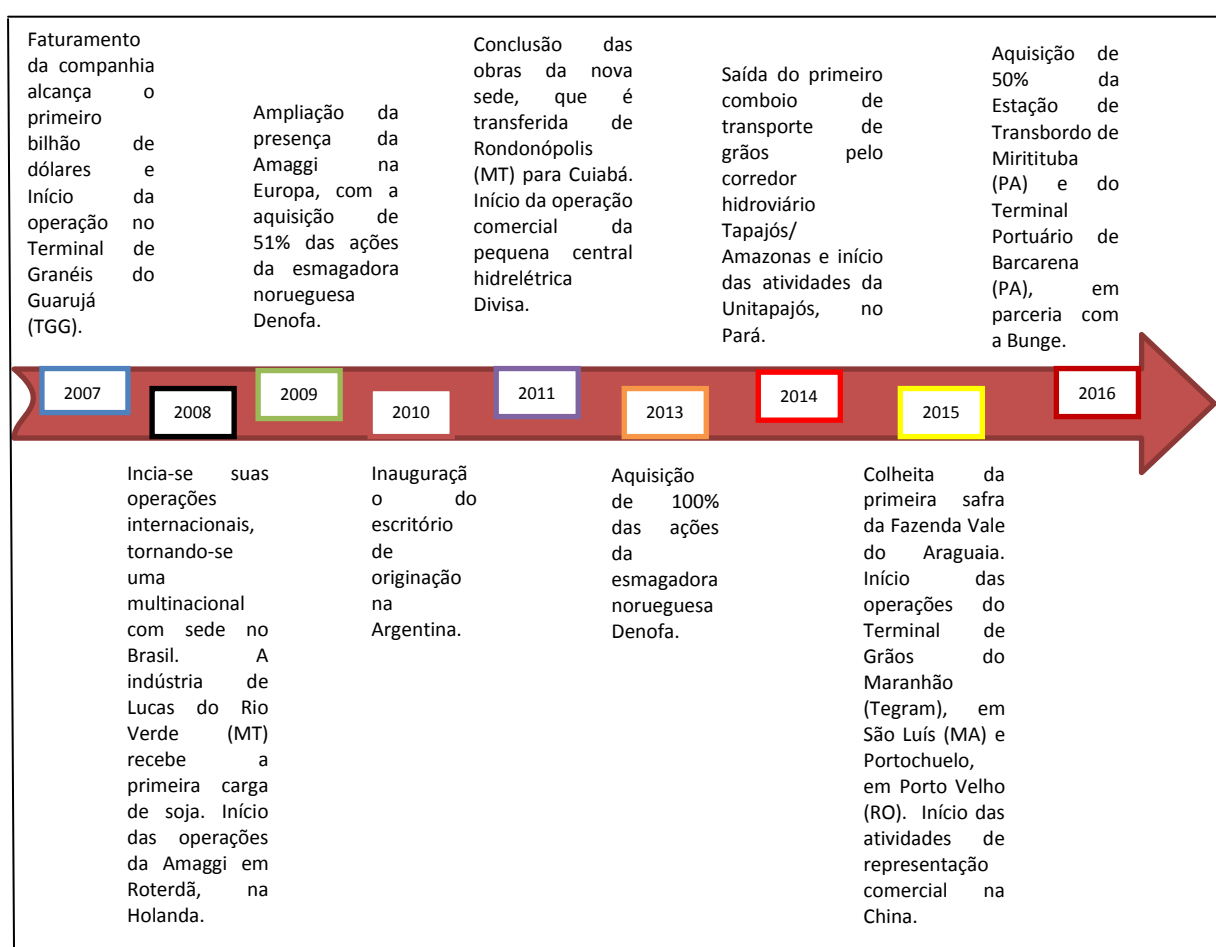 Faturamento
da companhia
alcança o
primeiro
bilhão de
dólares e
Início da
operação no
Terminal de
Granéis do
Guarujá
(TGG).
Ampliação da
presença da
Amaggi na
Europa, com a
aquisição de
51% das ações
da esmagadora
norueguesa
Denofa.
Conclusão das
obras da nova
sede, que é
transferida de
Rondonópolis
(MT) para Cuiabá.
Início da operação
comercial da
pequena central
hidrelétrica
Divisa.
Saída do primeiro
comboio de
transporte de
grãos pelo
corredor
hidroviário
Tapajós/
Amazonas e início
das atividades da
Unitapajós, no
Pará.
Aquisição de
50% da
Estação de
Transbordo de
Miritituba
(PA) e do
Terminal
Portuário de
Barcarena
(PA), em
parceria com
a Bunge.
2007
2008
2009
2010
2011
2013
2014
2015
2016
Incia-se suas
operações
internacionais,
tornando-se
uma
multinacional
com sede no
Brasil. A
indústria de
Lucas do Rio
Verde (MT)
recebe a
primeira carga
de soja. Início
das operações
da Amaggi em
Roterdã, na
Holanda.
Inauguraçã
o do
escritório
de
originação
na
Argentina.
Aquisição
de 100%
das ações
da
esmagadora
norueguesa
Denofa.
Colheita da
primeira safra
da Fazenda Vale
do Araguaia.
Início das
operações do
Terminal de
Grãos do
Maranhão
(Tegram), em
São Luís (MA) e
Portochuelo,
em Porto Velho
(RO). Início das
atividades de
representação
comercial na
China.